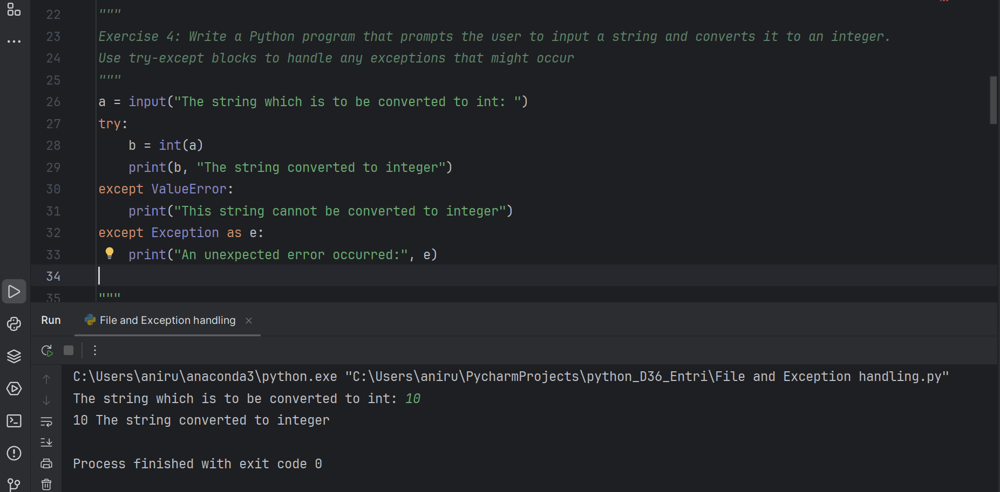 22 """
23 Exercise 4: Write a Python program that prompts the user to input a string and converts it to an integer.
24 Use try-except blocks to handle any exceptions that might occur
25 """
26 a = input("The string which is to be converted to int: ")
27 try:
28     b = int(a)
29     print(b, "The string converted to integer")
30 except ValueError:
31     print("This string cannot be converted to integer")
32 except Exception as e:
33     print("An unexpected error occurred:", e)
34
35 """
Run File and Exception handling
C:\Users\aniru\anaconda3\python.exe "C:\Users\aniru\PycharmProjects\python_D36_Entri\File and Exception handling.py"
The string which is to be converted to int: 10
10 The string converted to integer
Process finished with exit code 0